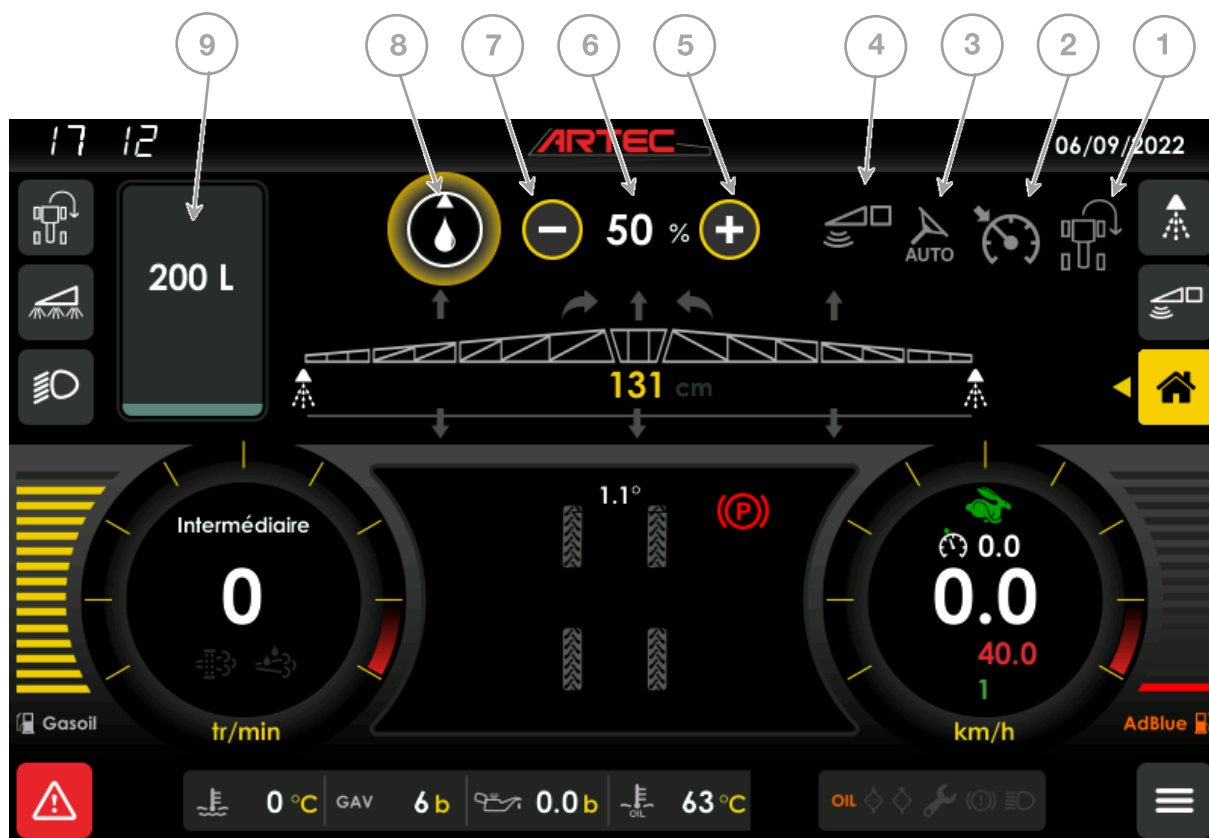 9 8 7 6 5 4 3 2 1
17 12 ARTEC 06/09/2022
200 L
50 %
AUTO
131 cm
Intermédiaire
0
tr/min
Gasoil
1.1°
(P)
0.0
0.0
40.0
1
km/h
AdBlue
0 °C GAV 6 b 0.0 b OIL 63 °C
OIL